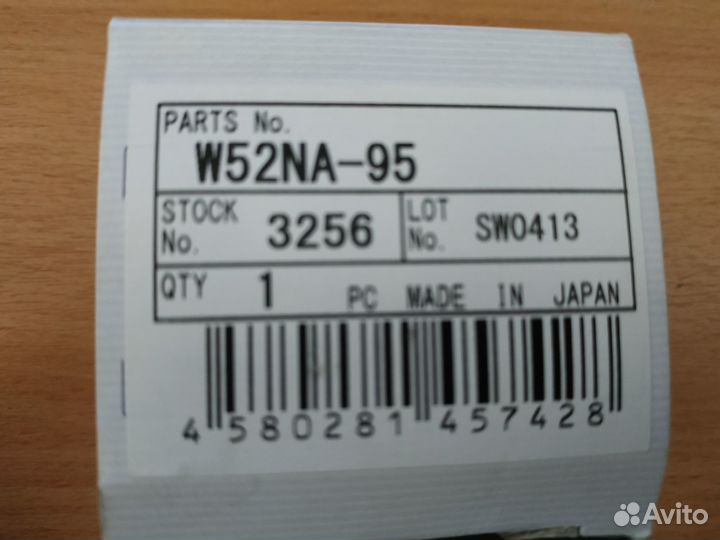 PARTS No.
W52NA-95
STOCK No. 3256 LOT No. SW0413
QTY 1 PC MADE IN JAPAN
4 580281 457428
Avito